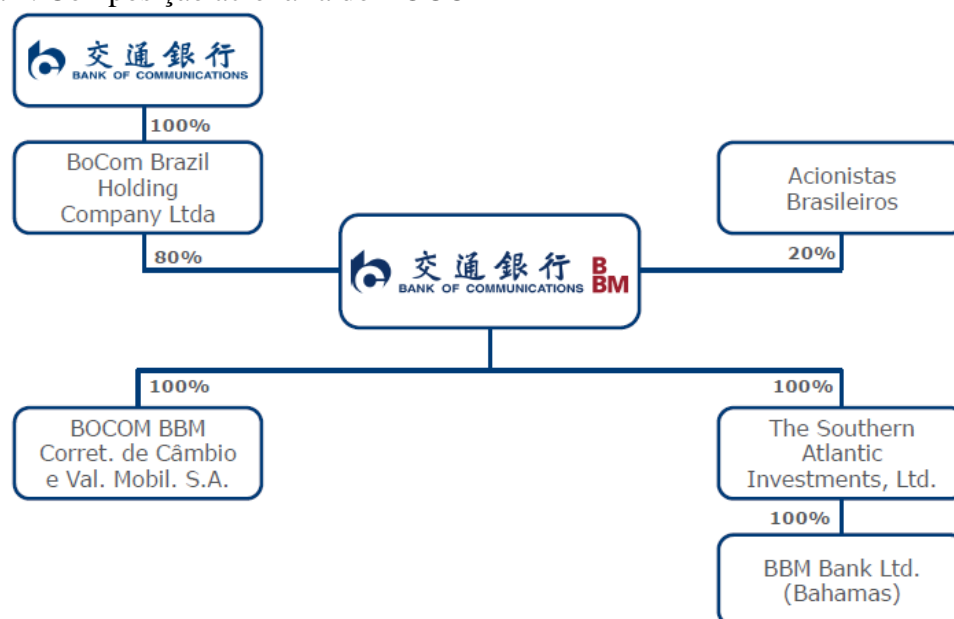 交通銀行
BANK OF COMMUNICATIONS
100%
BoCom Brazil
Holding
Company Ltda
80%
Acionistas
Brasileiros
20%
交通銀行
BANK OF COMMUNICATIONS
B
BM
100%
BOCOM BBM
Corret. de Câmbio
e Val. Mobil. S.A.
100%
The Southern
Atlantic
Investments, Ltd.
100%
BBM Bank Ltd.
(Bahamas)